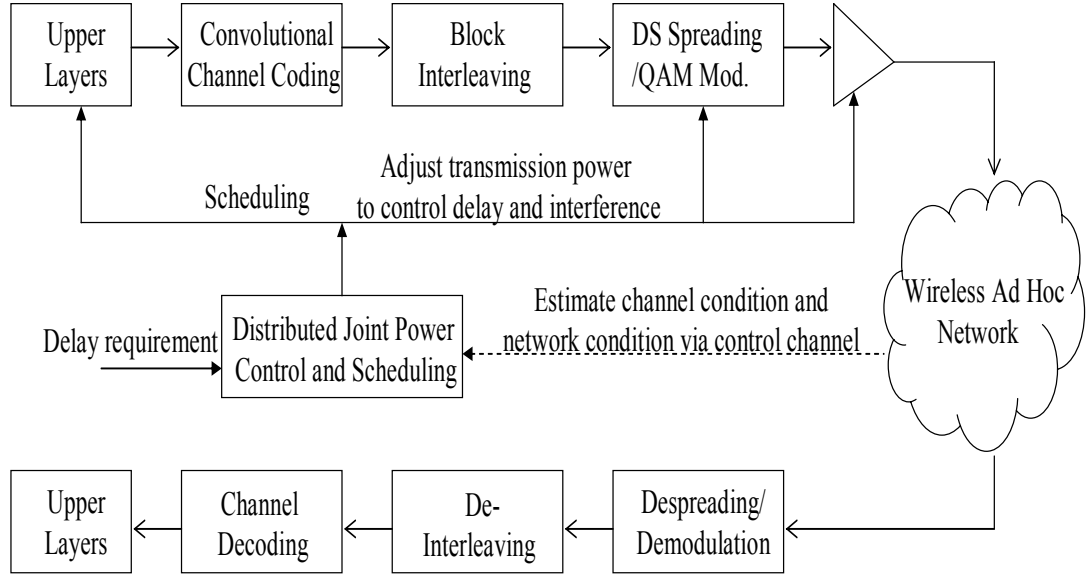 Upper
Layers
Convolutional
Channel Coding
Block
Interleaving
DS Spreading
/QAM Mod.
Scheduling
Adjust transmission power
to control delay and interference
Wireless Ad Hoc
Network
Delay requirement
Distributed Joint Power
Control and Scheduling
Estimate channel condition and
network condition via control channel
Upper
Layers
Channel
Decoding
De-
Interleaving
Despreading/
Demodulation